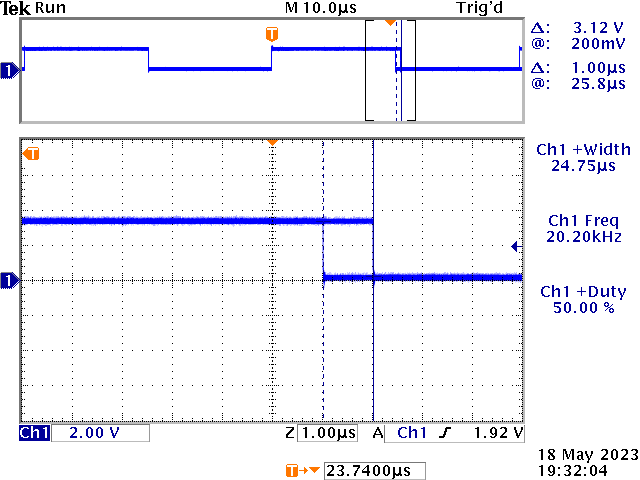 Tek Run M 10.0µs Trig'd
T
1
Δ: 3.12 V
@: 200mV
Δ: 1.00µs
@: 25.8µs
T
Ch1 +Width
24.75µs
Ch1 Freq
20.20kHz
1
Ch1 +Duty
50.00 %
Ch1 2.00 V Z 1.00µs A Ch1 1.92 V
18 May 2023
T 23.7400µs 19:32:04